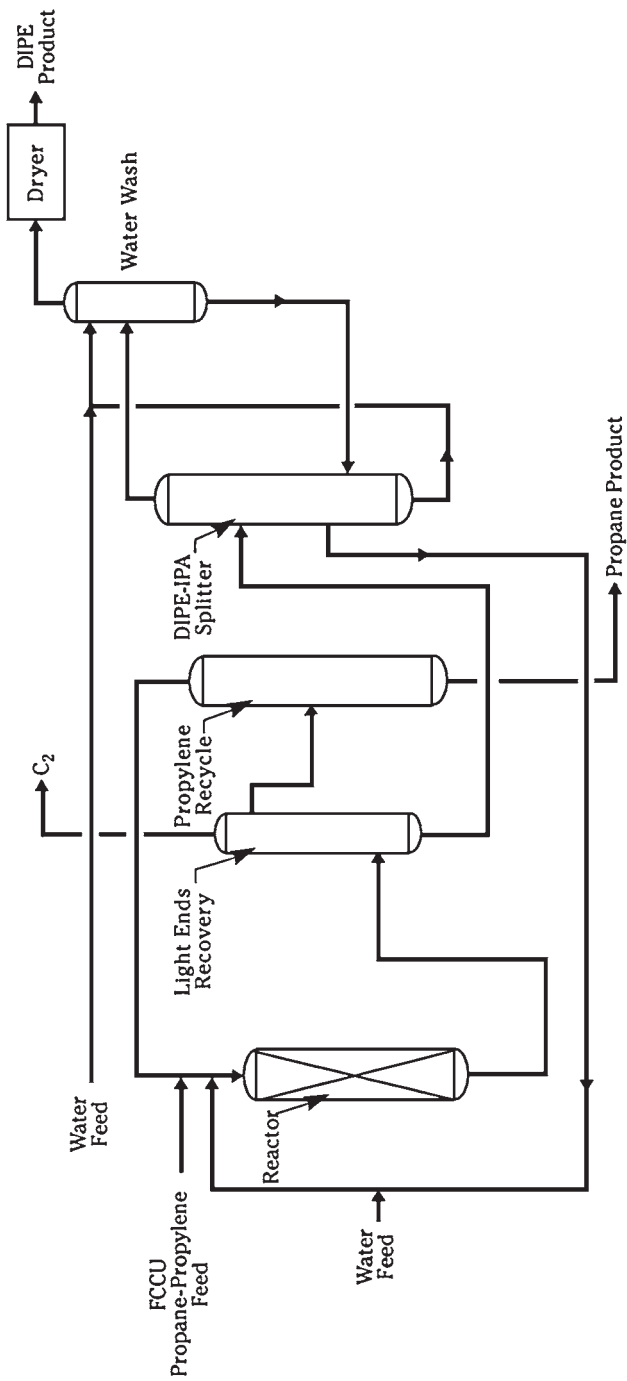 FCCU
Propane-Propylene
Feed
Water
Feed
Water
Feed
Reactor
Light Ends
Recovery
C2
Propylene
Recycle
DIPE-IPA
Splitter
Propane Product
Water Wash
Dryer
DIPE
Product